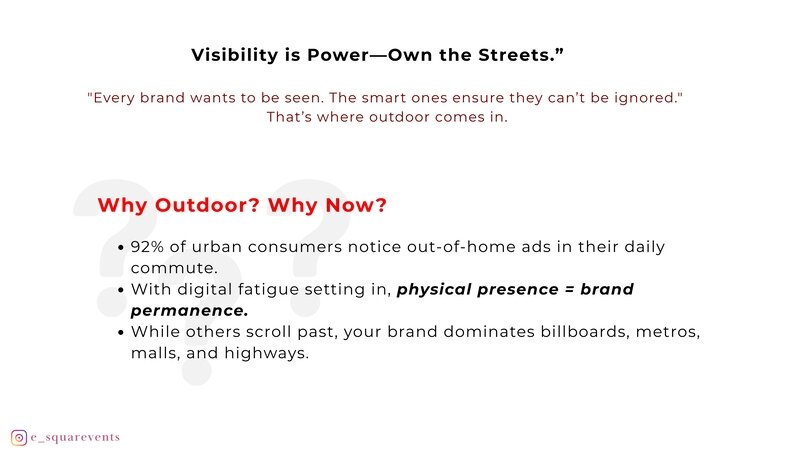 Visibility is Power—Own the Streets.”
"Every brand wants to be seen. The smart ones ensure they can’t be ignored."
That’s where outdoor comes in.
Why Outdoor? Why Now?
• 92% of urban consumers notice out-of-home ads in their daily
commute.
• With digital fatigue setting in, physical presence = brand
permanence.
• While others scroll past, your brand dominates billboards, metros,
malls, and highways.
e_squarevents